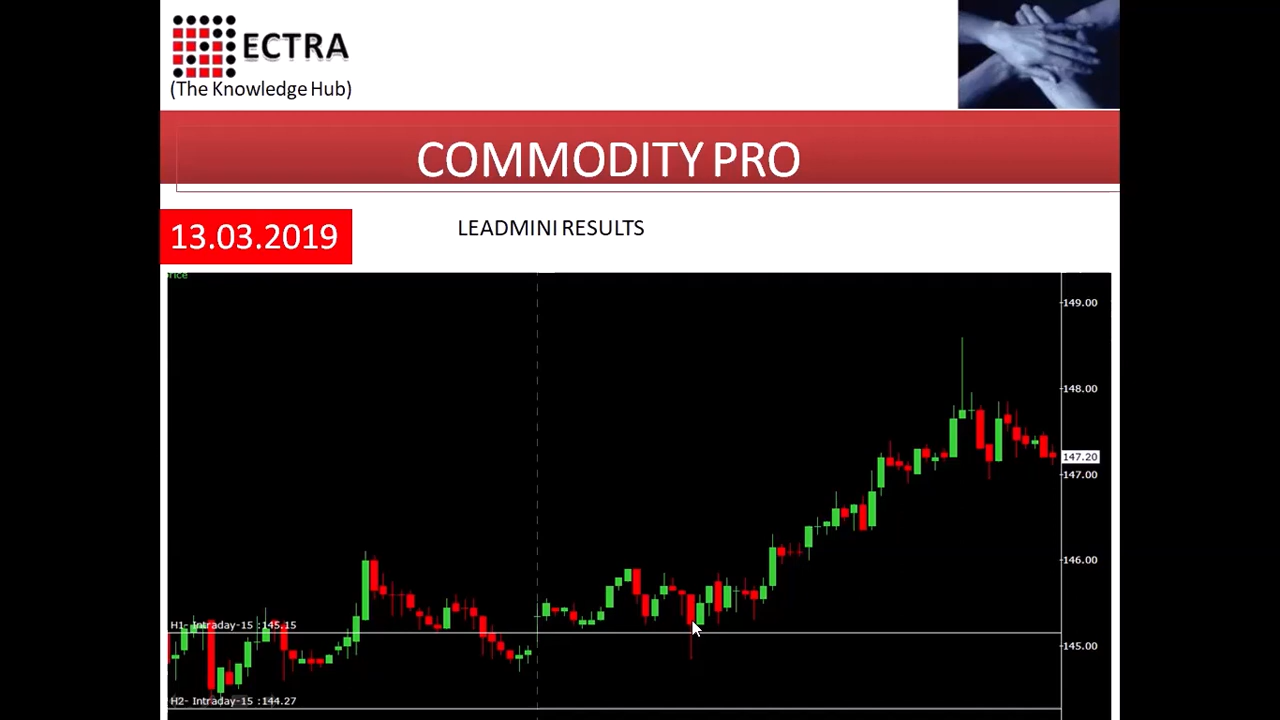 ECTRA
(The Knowledge Hub)
COMMODITY PRO
13.03.2019
LEADMINI RESULTS
149.00
148.00
147.20
147.00
146.00
H1- Intraday-15 :145.15
145.00
H2- Intraday-15 :144.27